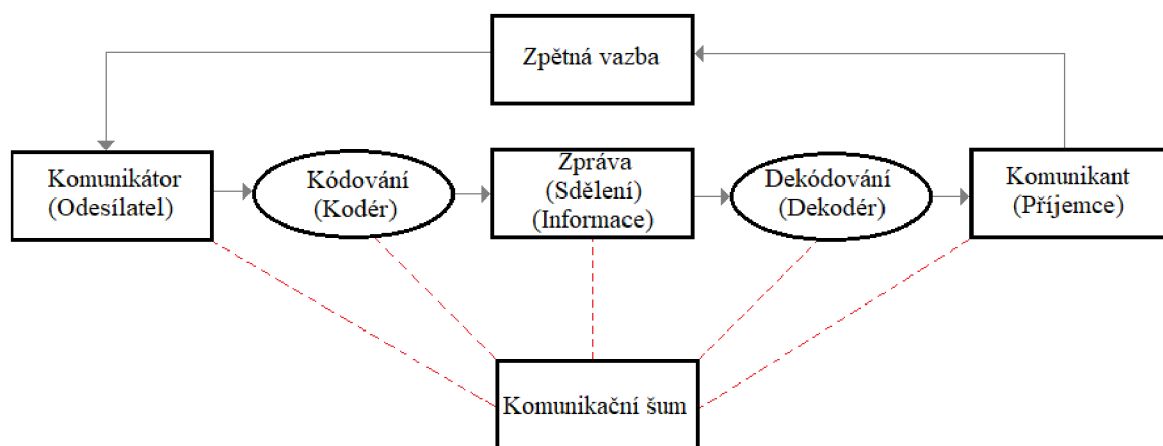 Zpětná vazba
Komunikátor
(Odesílatel)
Kódování
(Kodér)
Zpráva
(Sdělení)
(Informace)
Dekódování
(Dekodér)
Komunikant
(Příjemce)
Komunikační šum